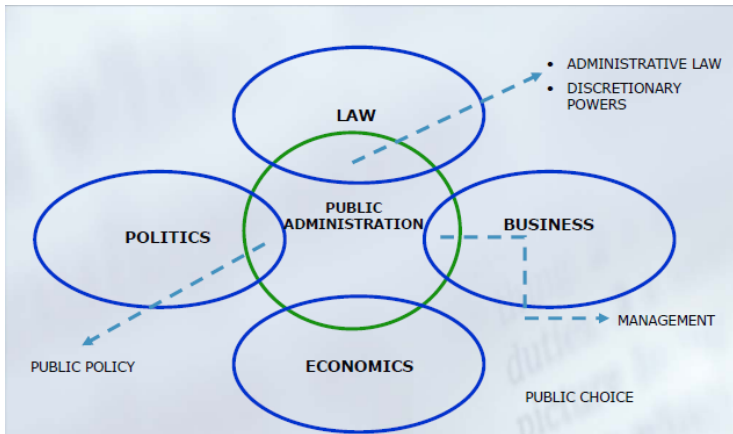 • ADMINISTRATIVE LAW
• DISCRETIONARY
POWERS
LAW
PUBLIC
ADMINISTRATION
POLITICS
BUSINESS
MANAGEMENT
PUBLIC POLICY
ECONOMICS
PUBLIC CHOICE